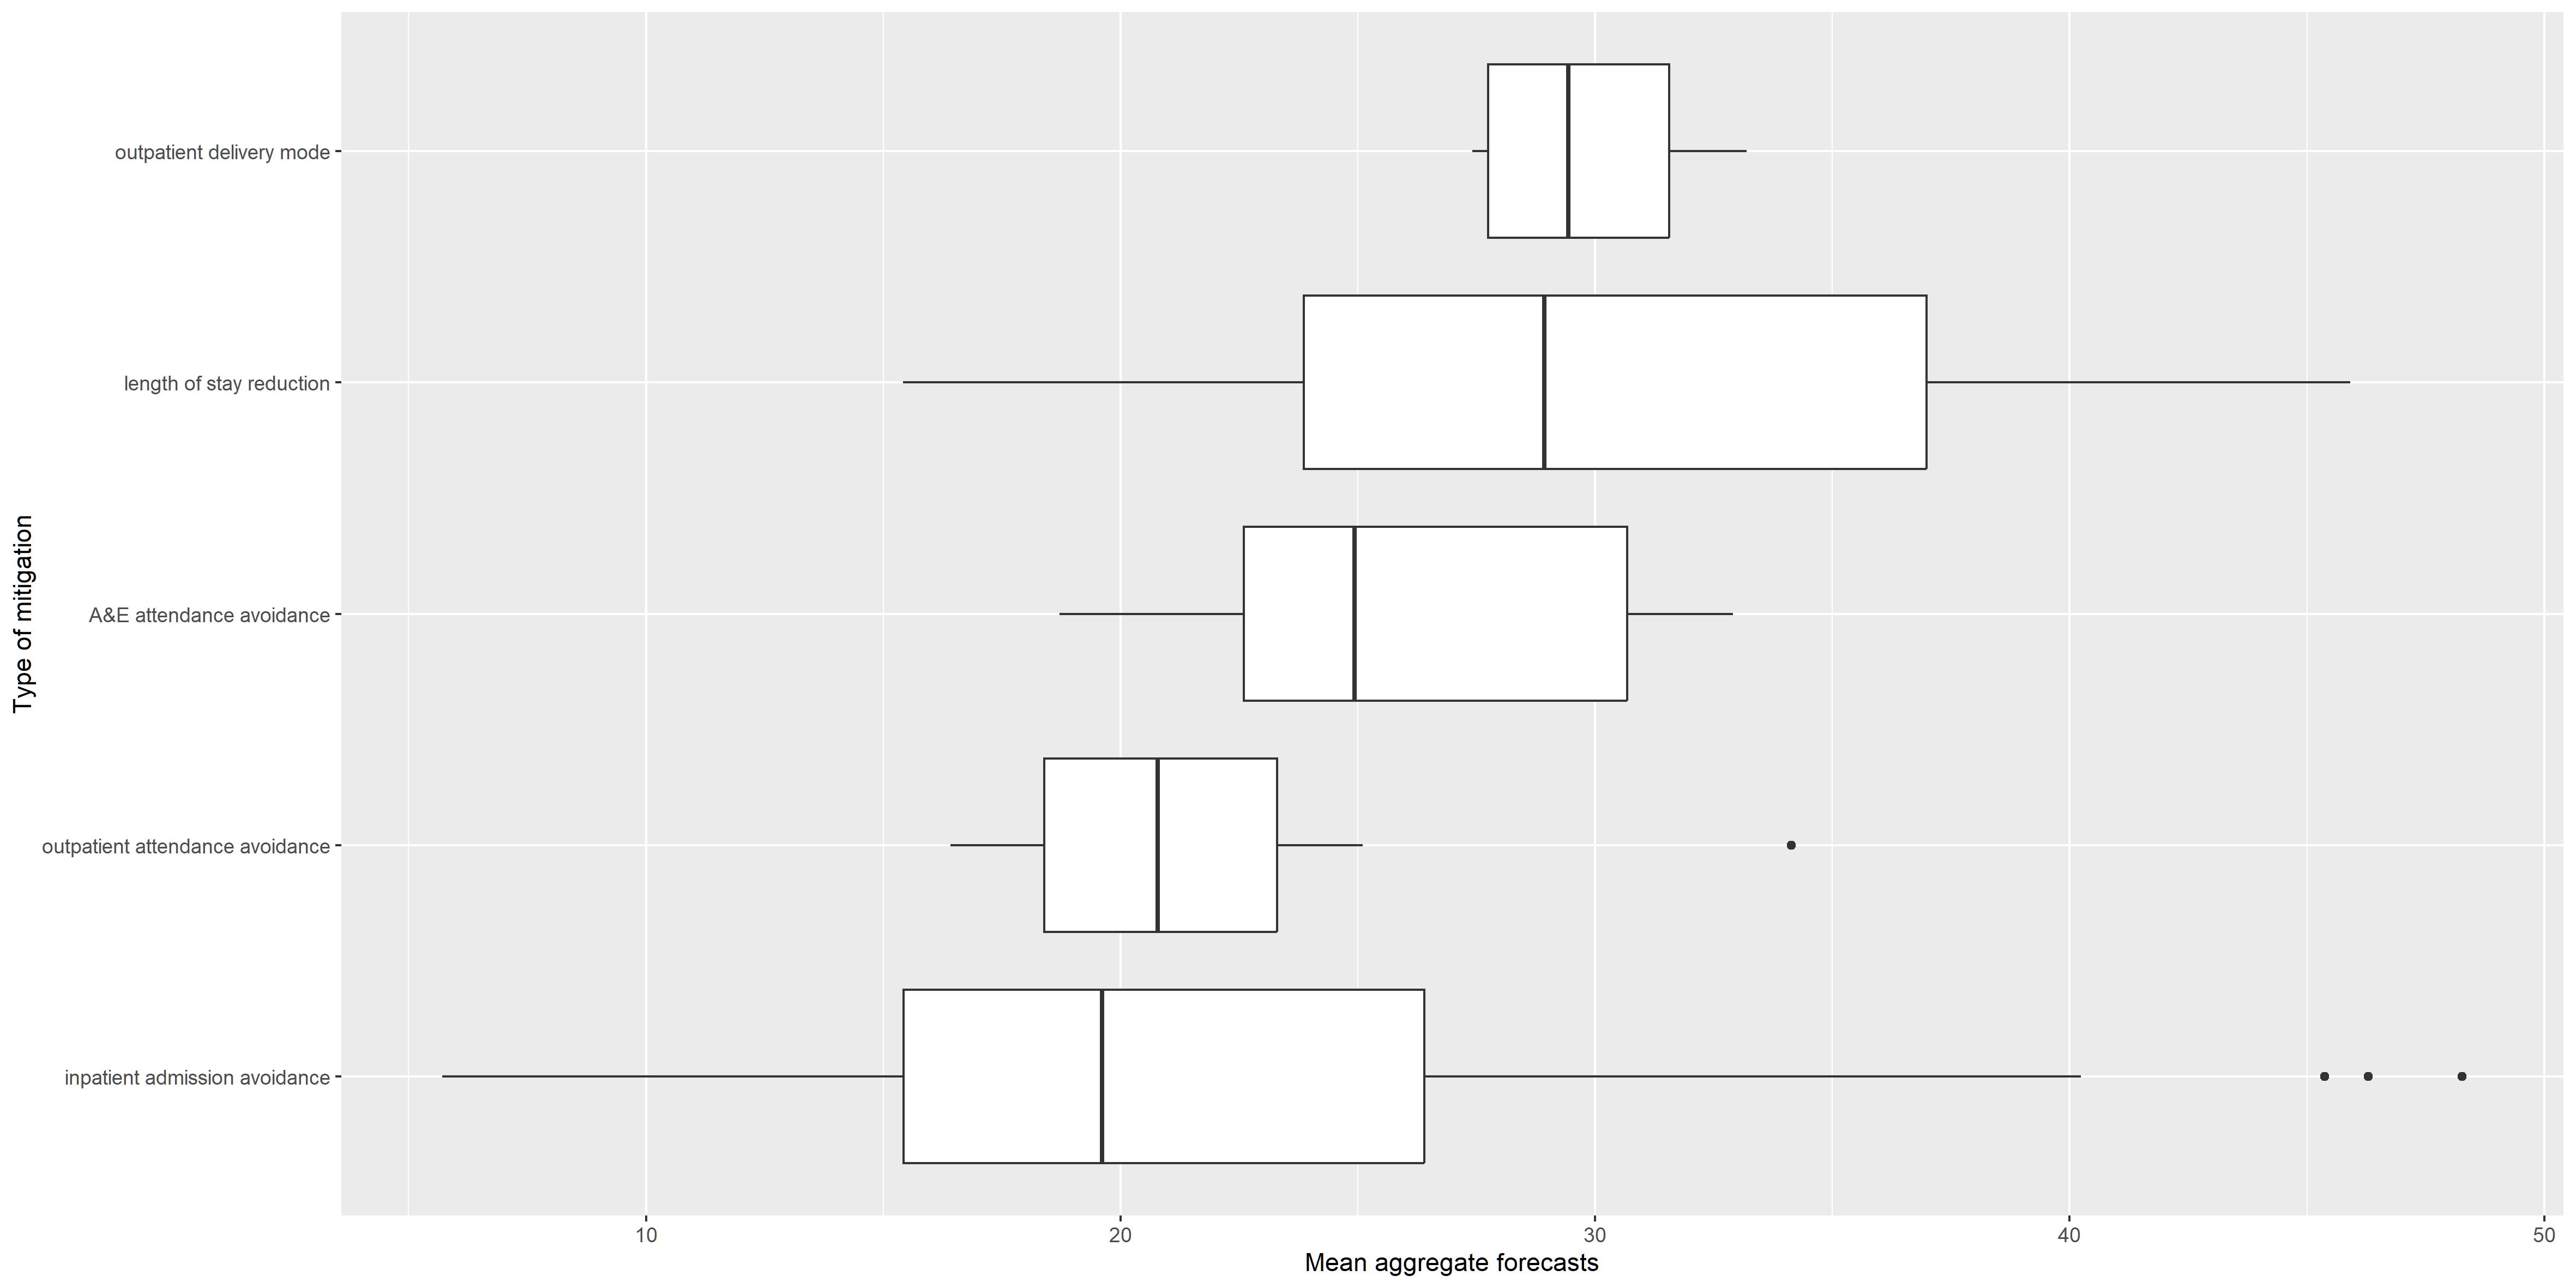 Type of mitigation
outpatient delivery mode
length of stay reduction
A&E attendance avoidance
outpatient attendance avoidance
inpatient admission avoidance
10 20 30 40 50
Mean aggregate forecasts